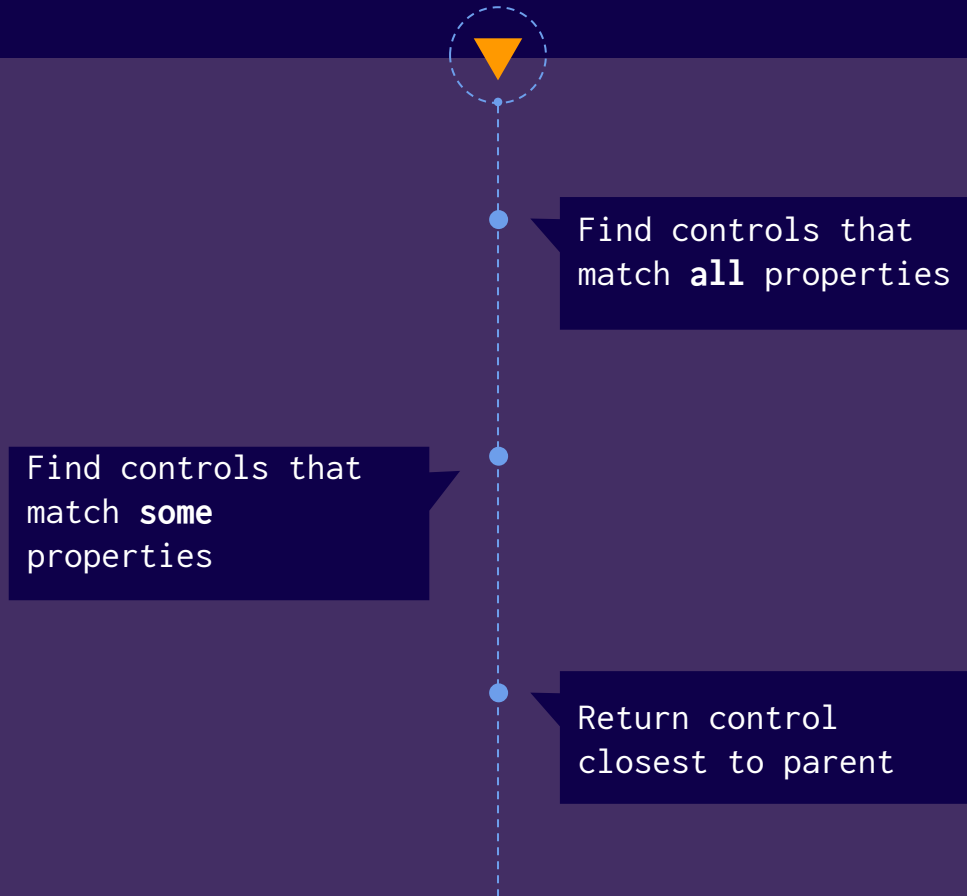 Find controls that
match all properties
Find controls that
match some
properties
Return control
closest to parent